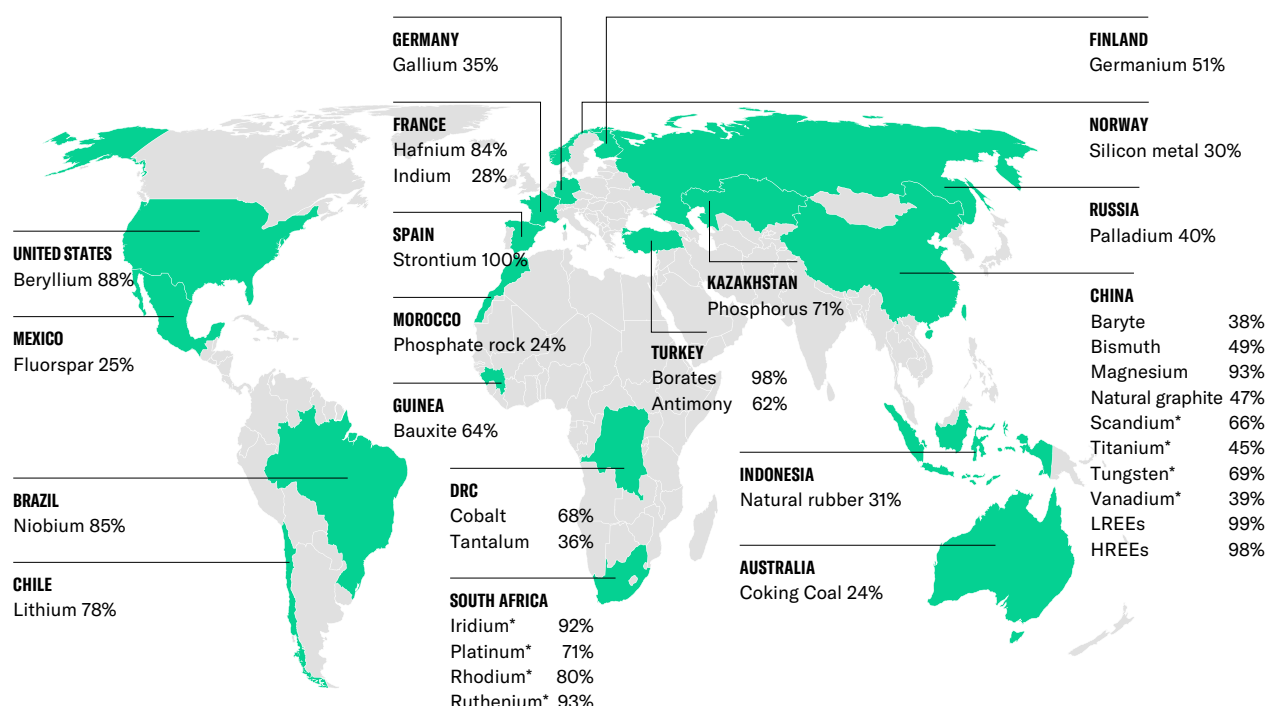 GERMANY
Gallium 35%
FINLAND
Germanium 51%
FRANCE
Hafnium 84%
Indium 28%
NORWAY
Silicon metal 30%
SPAIN
Strontium 100%
RUSSIA
Palladium 40%
UNITED STATES
Beryllium 88%
KAZAKHSTAN
Phosphorus 71%
CHINA
Baryte 38%
Bismuth 49%
Magnesium 93%
Natural graphite 47%
Scandium* 66%
Titanium* 45%
Tungsten* 69%
Vanadium* 39%
LREEs 99%
HREEs 98%
MEXICO
Fluorspar 25%
MOROCCO
Phosphate rock 24%
TURKEY
Borates 98%
Antimony 62%
GUINEA
Bauxite 64%
BRAZIL
Niobium 85%
DRC
Cobalt 68%
Tantalum 36%
INDONESIA
Natural rubber 31%
CHILE
Lithium 78%
AUSTRALIA
Coking Coal 24%
SOUTH AFRICA
Iridium* 92%
Platinum* 71%
Rhodium* 80%
Ruthenium* 93%